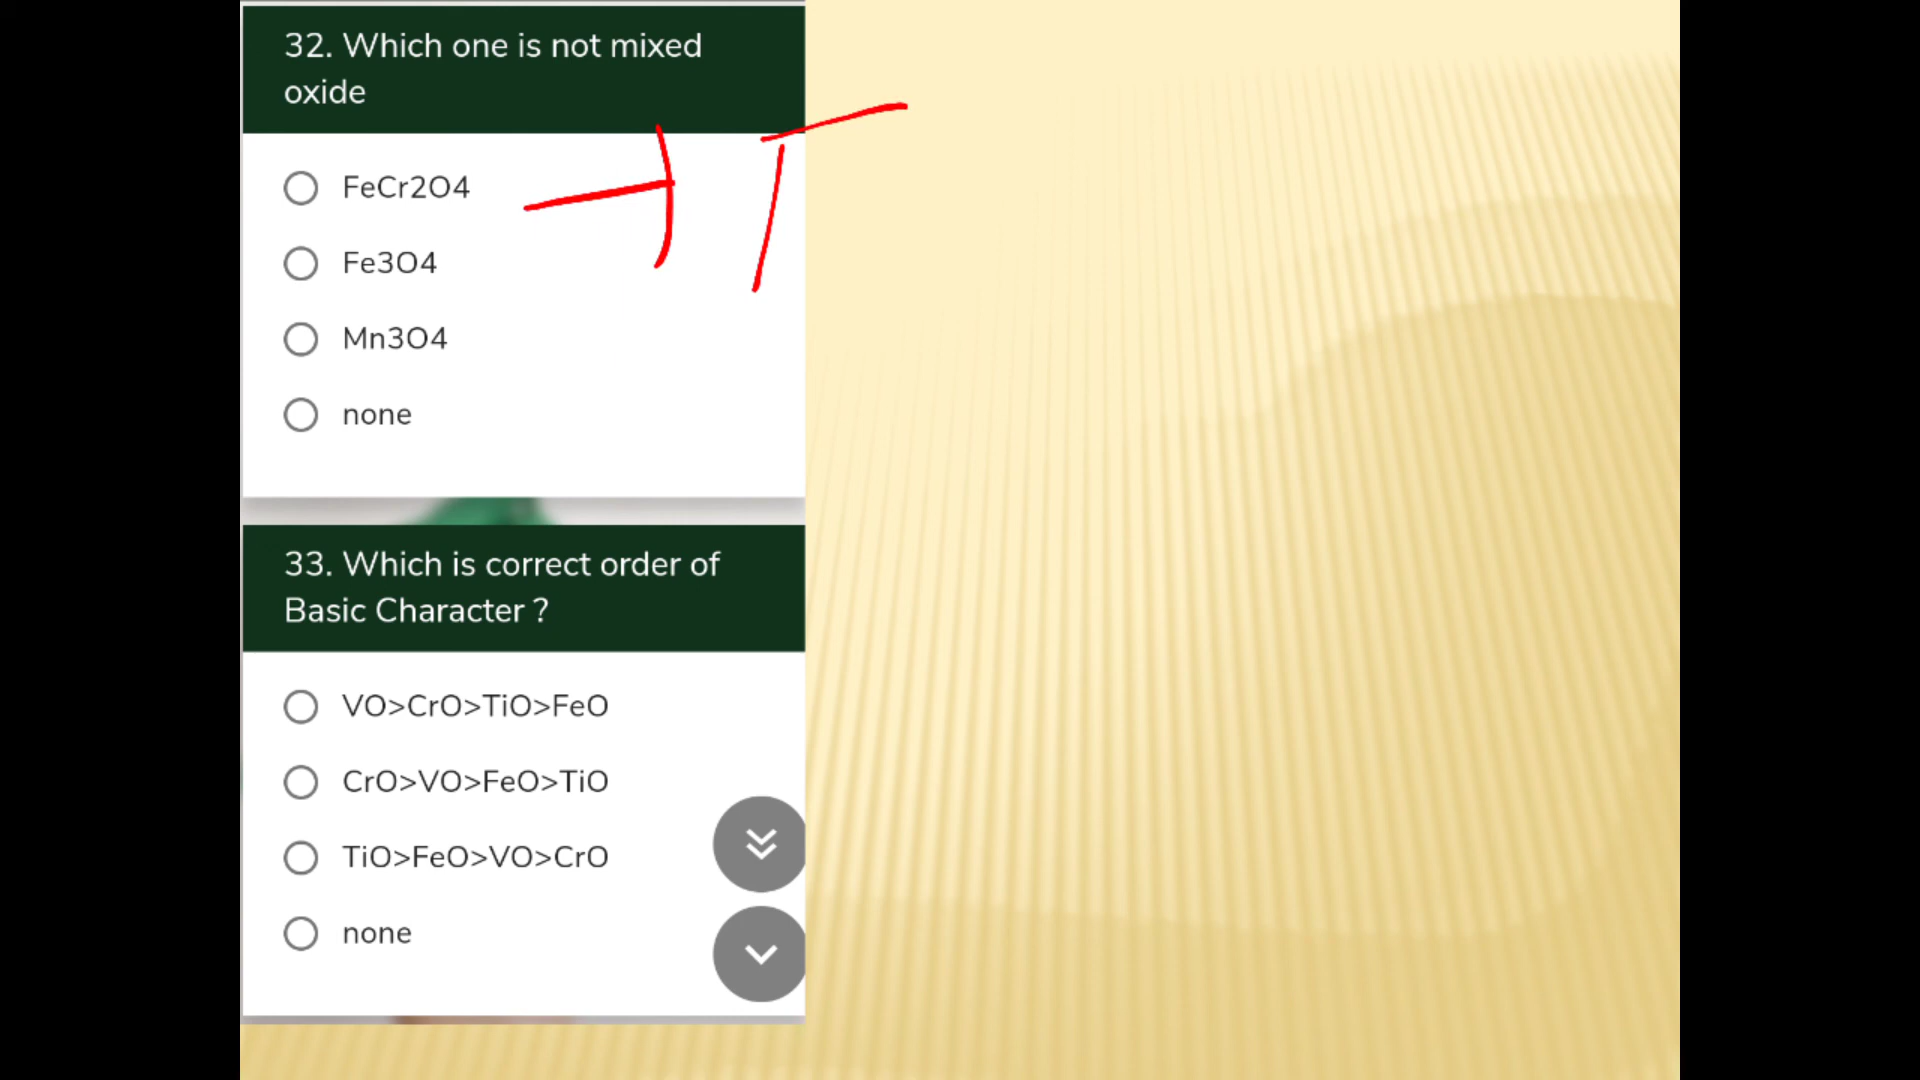 32. Which one is not mixed
oxide
FeCr2O4
Fe3O4
Mn3O4
none
33. Which is correct order of
Basic Character ?
VO>CrO>TiO>FeO
CrO>VO>FeO>TiO
TiO>FeO>VO>CrO
none